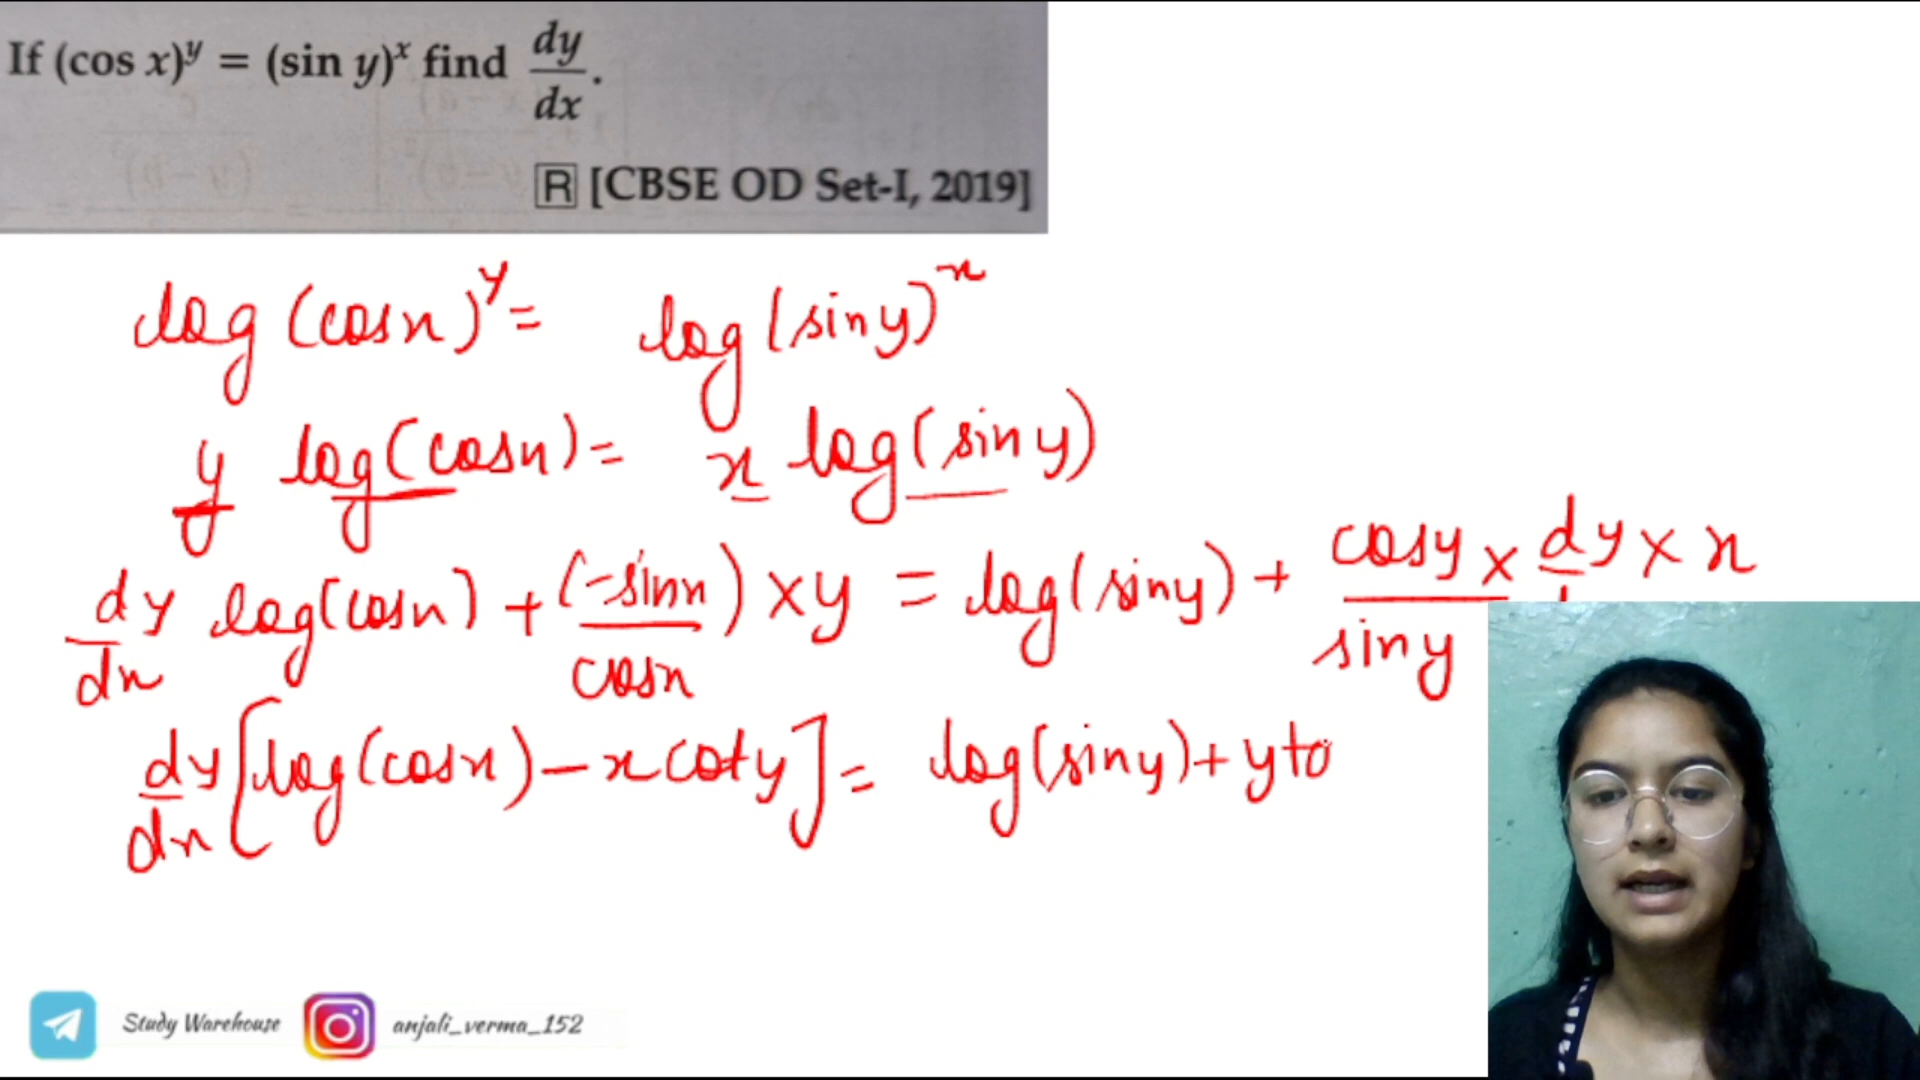 If (cos x)^y = (sin y)^x find dy/dx.
R [CBSE OD Set-I, 2019]
log (cosx)^y = log (siny)^x
y log(cosx) = x log(siny)
dy/dx log(cosx) + (-sinx/cosx) × y = log(siny) + cosy/siny × dy × x
dy/dx [log(cosx) - x coty] = log(siny) + y to
Study Warehouse anjali_verma_152